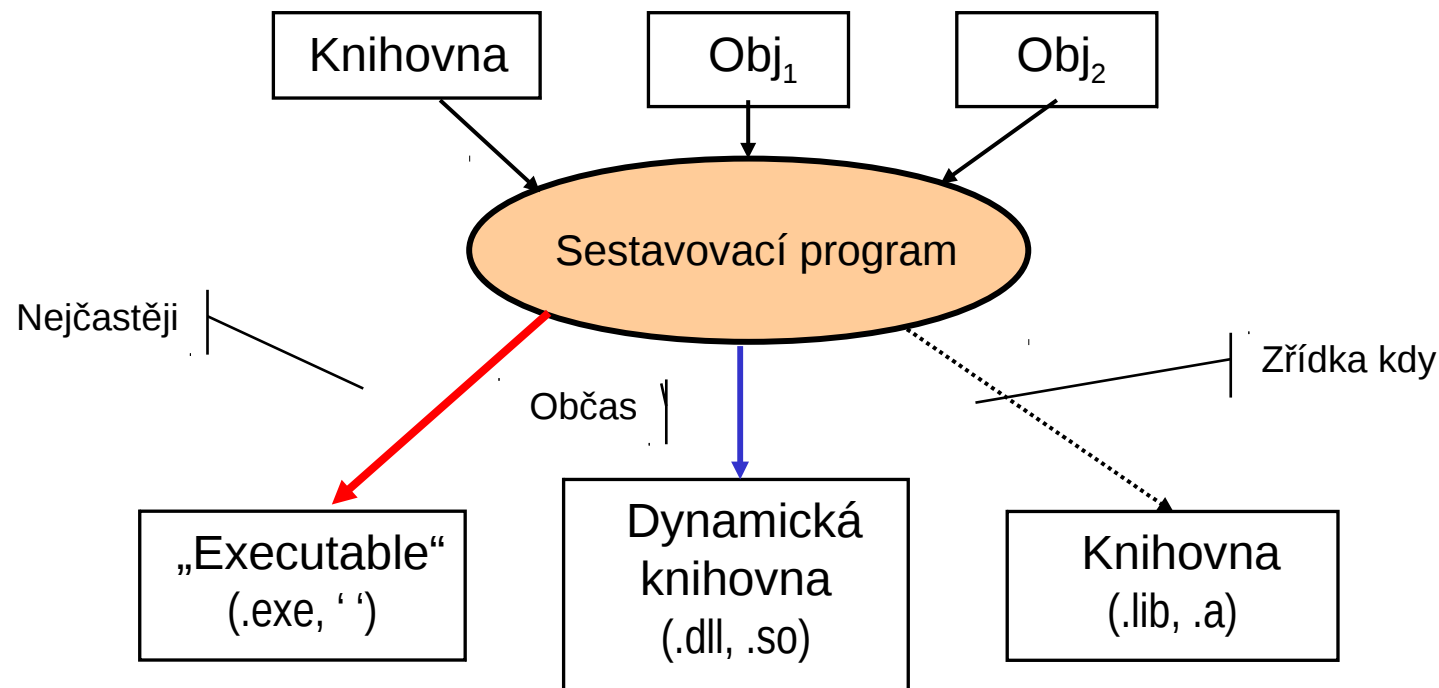 Knihovna
Obj₁
Obj₂
Sestavovací program
Nejčastěji
Občas
Zřídka kdy
„Executable“
(.exe, ‘ ‘)
Dynamická
knihovna
(.dll, .so)
Knihovna
(.lib, .a)